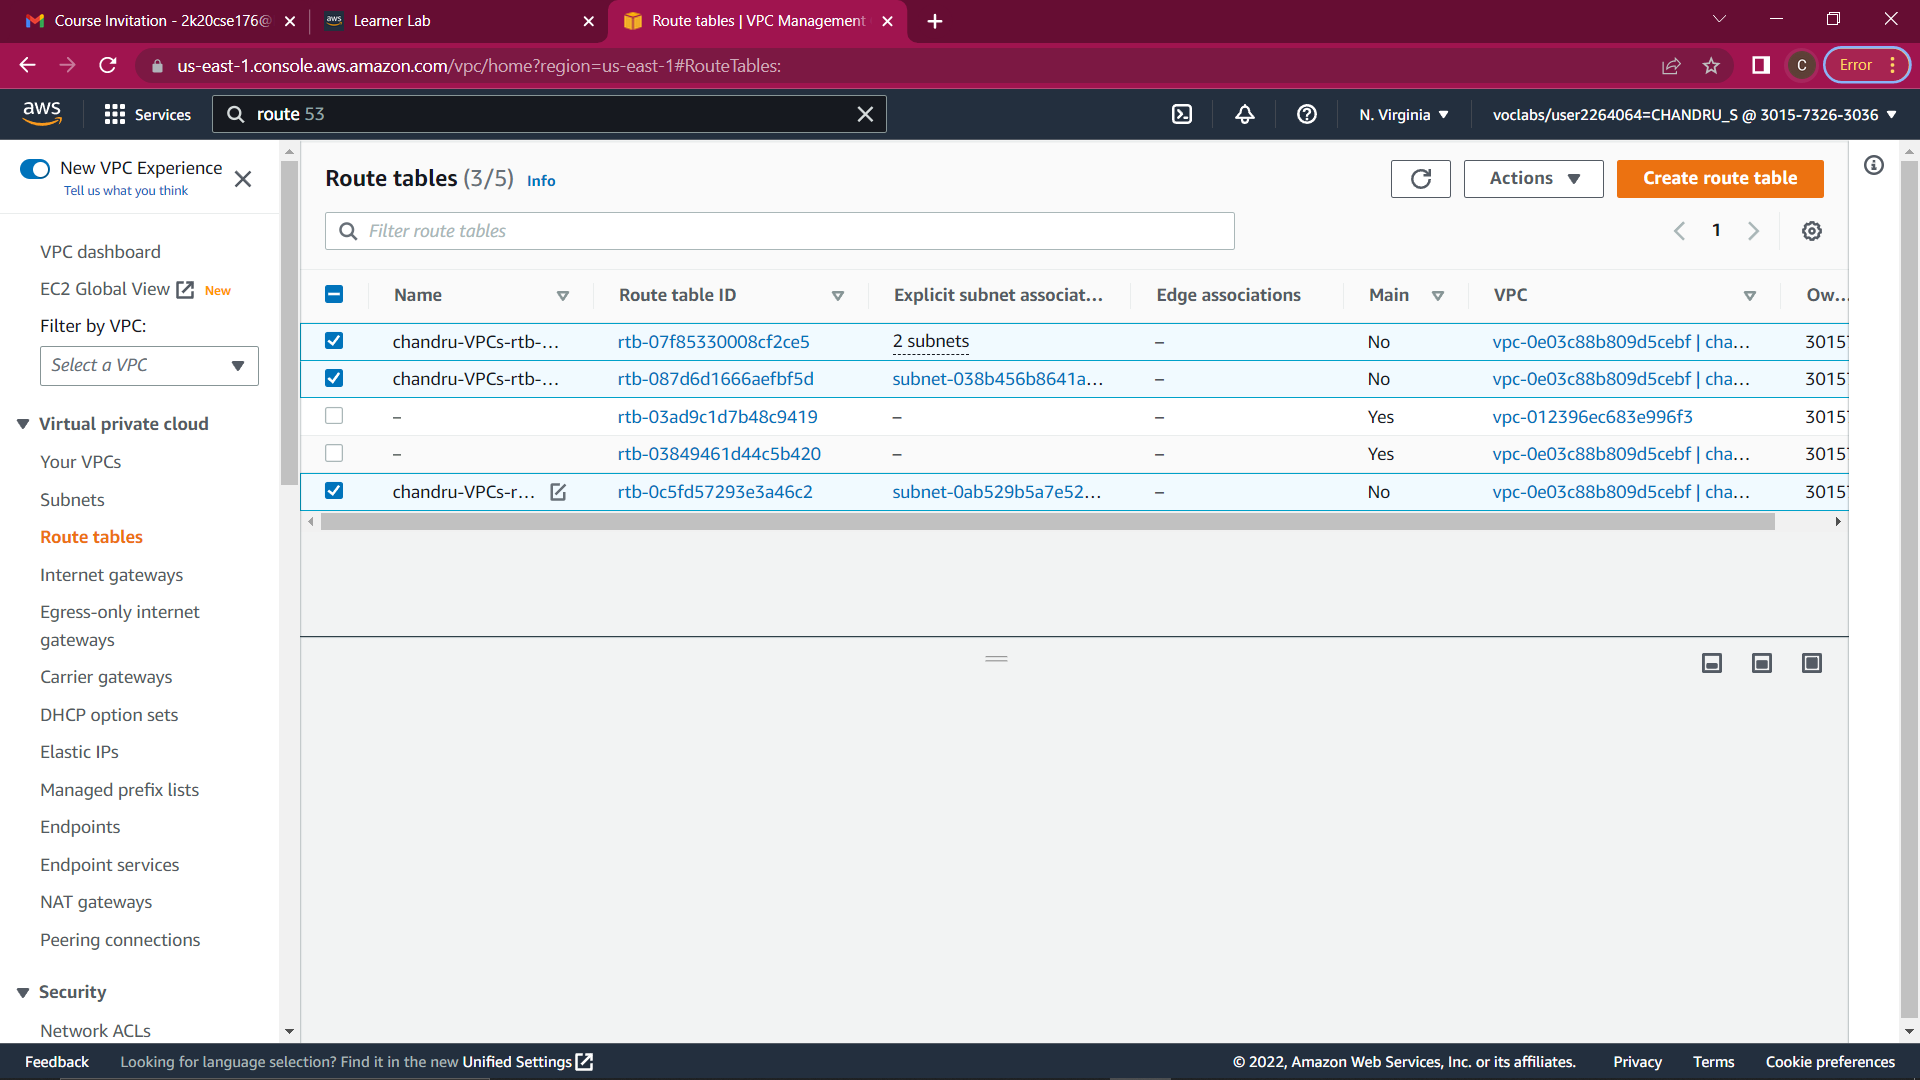 Course Invitation - 2k20cse176@
Learner Lab
Route tables | VPC Management
us-east-1.console.aws.amazon.com/vpc/home?region=us-east-1#RouteTables:
C
Error
aws
Services
route 53
N. Virginia
voclabs/user2264064=CHANDRU_S @ 3015-7326-3036
New VPC Experience
Tell us what you think
VPC dashboard
EC2 Global View New
Filter by VPC:
Select a VPC
Virtual private cloud
Your VPCs
Subnets
Route tables
Internet gateways
Egress-only internet
gateways
Carrier gateways
DHCP option sets
Elastic IPs
Managed prefix lists
Endpoints
Endpoint services
NAT gateways
Peering connections
Security
Network ACLs
Route tables (3/5) Info
Actions
Create route table
Filter route tables
1
Name Route table ID Explicit subnet associat... Edge associations Main VPC Ow...
chandru-VPCs-rtb-... rtb-07f85330008cf2ce5 2 subnets – No vpc-0e03c88b809d5cebf | cha... 3015
chandru-VPCs-rtb-... rtb-087d6d1666aefbf5d subnet-038b456b8641a... – No vpc-0e03c88b809d5cebf | cha... 3015
– rtb-03ad9c1d7b48c9419 – – Yes vpc-012396ec683e996f3 3015
– rtb-03849461d44c5b420 – – Yes vpc-0e03c88b809d5cebf | cha... 3015
chandru-VPCs-r... rtb-0c5fd57293e3a46c2 subnet-0ab529b5a7e52... – No vpc-0e03c88b809d5cebf | cha... 3015
Feedback
Looking for language selection? Find it in the new Unified Settings
© 2022, Amazon Web Services, Inc. or its affiliates.
Privacy
Terms
Cookie preferences